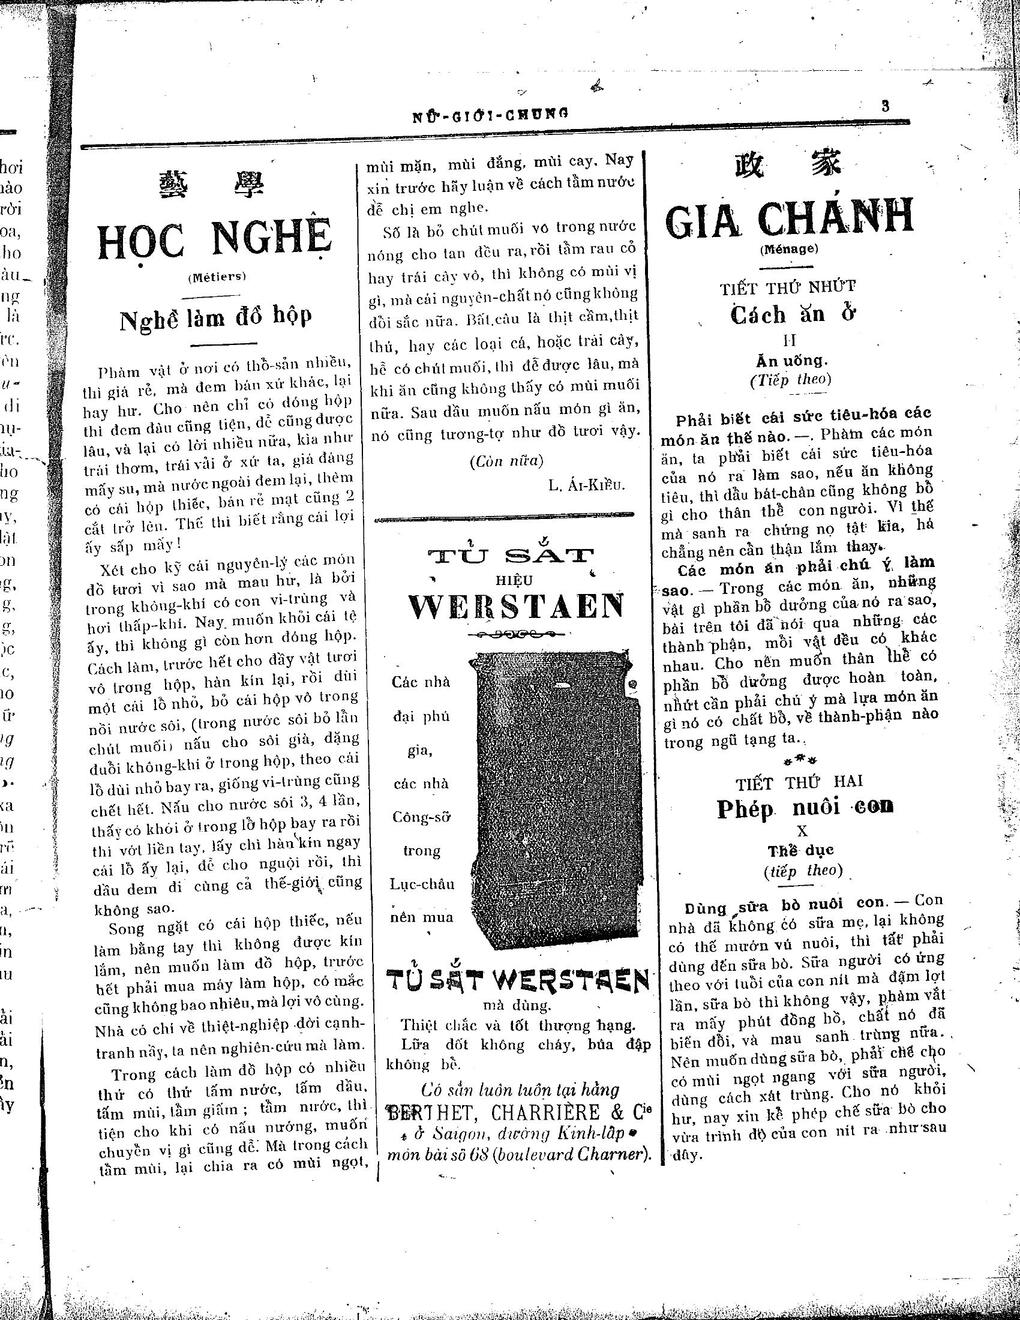 NỮ-GIỚI-CHUNG
3
藝 學
HỌC NGHỆ
(Métiers)
Nghề làm đồ hộp
Phàm vật ở nơi có thổ-sản nhiều,
thì giá rẻ, mà đem bán xứ khác, lại
hay hư. Cho nên chỉ có đóng hộp
thì đem đâu cũng tiện, để cũng được
lâu, và lại có lời nhiều nữa, kìa như
trái thơm, trái vải ở xứ ta, giá đáng
mấy su, mà nước ngoài đem lại, thêm
có cái hộp thiếc, bán rẻ mạt cũng 2
cắt trở lên. Thế thì biết rằng cái lợi
ấy sấp mấy !
Xét cho kỹ cái nguyên-lý các món
đồ tươi vì sao mà mau hư, là bởi
trong không-khí có con vi-trùng và
hơi thấp-khí. Nay muốn khỏi cái tệ
ấy, thì không gì còn hơn đóng hộp.
Cách làm, trước hết cho đầy vật tươi
vô trong hộp, hàn kín lại, rồi dùi
một cái lỗ nhỏ, bỏ cái hộp vô trong
nồi nước sôi, (trong nước sôi bỏ lẫn
chút muối) nấu cho sôi già, đặng
đuổi không-khí ở trong hộp, theo cái
lỗ dùi nhỏ bay ra, giống vi-trùng cũng
chết hết. Nấu cho nước sôi 3, 4 lần,
thấy có khói ở trong lỗ hộp bay ra rồi
thì vớt liền tay, lấy chì hàn kín ngay
cái lỗ ấy lại, để cho nguội rồi, thì
dầu đem đi cùng cả thế-giới cũng
không sao.
Song ngặt có cái hộp thiếc, nếu
làm bằng tay thì không được kín
lắm, nên muốn làm đồ hộp, trước
hết phải mua máy làm hộp, có mắc
cũng không bao nhiêu, mà lợi vô cùng.
Nhà có chí về thiệt-nghiệp đời cạnh-
tranh nầy, ta nên nghiên-cứu mà làm.
Trong cách làm đồ hộp có nhiều
thứ có thứ tẩm nước, tẩm dầu,
tẩm mùi, tẩm giấm ; tẩm nước, thì
tiện cho khi có nấu nướng, muốn
chuyển vị gì cũng dễ. Mà trong cách
tẩm mùi, lại chia ra có mùi ngọt,
mùi mặn, mùi đắng, mùi cay. Nay
xin trước hãy luận về cách tẩm nước
để chị em nghe.
Số là bỏ chút muối vô trong nước
nóng cho tan đều ra, rồi tẩm rau cỏ
hay trái cây vô, thì không có mùi vị
gì, mà cái nguyên-chất nó cũng không
đồi sắc nữa. Bất câu là thịt cầm, thịt
thú, hay các loại cá, hoặc trái cây,
hễ có chút muối, thì để được lâu, mà
khi ăn cũng không thấy có mùi muối
nữa. Sau dầu muốn nấu món gì ăn,
nó cũng tương-tợ như đồ tươi vậy.
(Còn nữa)
L. ÁI-KIỀU.
TỦ SẮT
HIỆU
WERSTAEN
Các nhà
đại phú
gia,
các nhà
Công-sở
trong
Lục-châu
nên mua
TỦ SẮT WERSTAEN
mà dùng.
Thiệt chắc và tốt thượng hạng.
Lửa đốt không cháy, búa đập
không bể.
Có sẵn luôn luôn tại hãng
BERTHET, CHARRIÈRE & Cie
ở Saigon, đường Kinh-lấp
môn bài số 68 (boulevard Charner).
政 家
GIA CHÁNH
(Ménage)
TIẾT THỨ NHỨT
Cách ăn ở
II
Ăn uống.
(Tiếp theo)
Phải biết cái sức tiêu-hóa các
món ăn thế nào. — Phàm các món
ăn, ta phải biết cái sức tiêu-hóa
của nó ra làm sao, nếu ăn không
tiêu, thì dầu bát-chân cũng không bổ
gì cho thân thể con người. Vì thế
mà sanh ra chứng nọ tật kia, há
chẳng nên cẩn thận lắm thay.
Các món ăn phải chú ý làm
sao. — Trong các món ăn, những
vật gì phần bổ dưỡng của nó ra sao,
bài trên tôi đã nói qua những các
thành phận, mỗi vật đều có khác
nhau. Cho nên muốn thân thể có
phần bổ dưởng được hoàn toàn,
nhứt cần phải chú ý mà lựa món ăn
gì nó có chất bổ, về thành-phận nào
trong ngũ tạng ta.
***
TIẾT THỨ HAI
Phép nuôi con
X
Thể dục
(tiếp theo)
Dùng sữa bò nuôi con. — Con
nhà đã không có sữa mẹ, lại không
có thể mướn vú nuôi, thì tất phải
dùng đến sữa bò. Sữa người có ứng
theo với tuổi của con nít mà đậm lợt
lần, sữa bò thì không vậy, phàm vắt
ra mấy phút đồng hồ, chất nó đã
biến đổi, và mau sanh trùng nữa.
Nên muốn dùng sữa bò, phải chế cho
có mùi ngọt ngang với sữa người,
dùng cách xát trùng. Cho nó khỏi
hư, nay xin kể phép chế sữa bò cho
vừa trình độ của con nít ra như sau
đây.